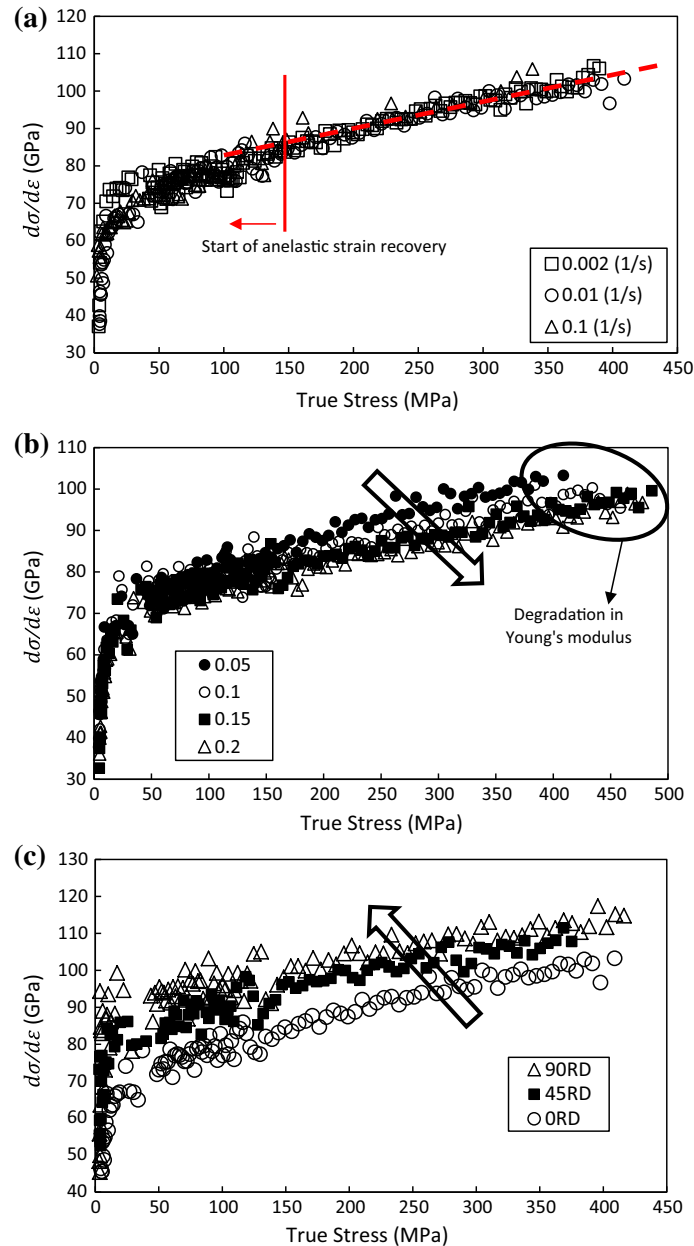 (a)
120
110
100
90
80
70
60
50
40
30
dσ/dε (GPa)
Start of anelastic strain recovery
0.002 (1/s)
0.01 (1/s)
0.1 (1/s)
0 50 100 150 200 250 300 350 400 450
True Stress (MPa)
(b)
110
100
90
80
70
60
50
40
30
dσ/dε (GPa)
Degradation in
Young's modulus
0.05
0.1
0.15
0.2
0 50 100 150 200 250 300 350 400 450 500
True Stress (MPa)
(c)
130
120
110
100
90
80
70
60
50
40
dσ/dε (GPa)
90RD
45RD
0RD
0 50 100 150 200 250 300 350 400 450
True Stress (MPa)